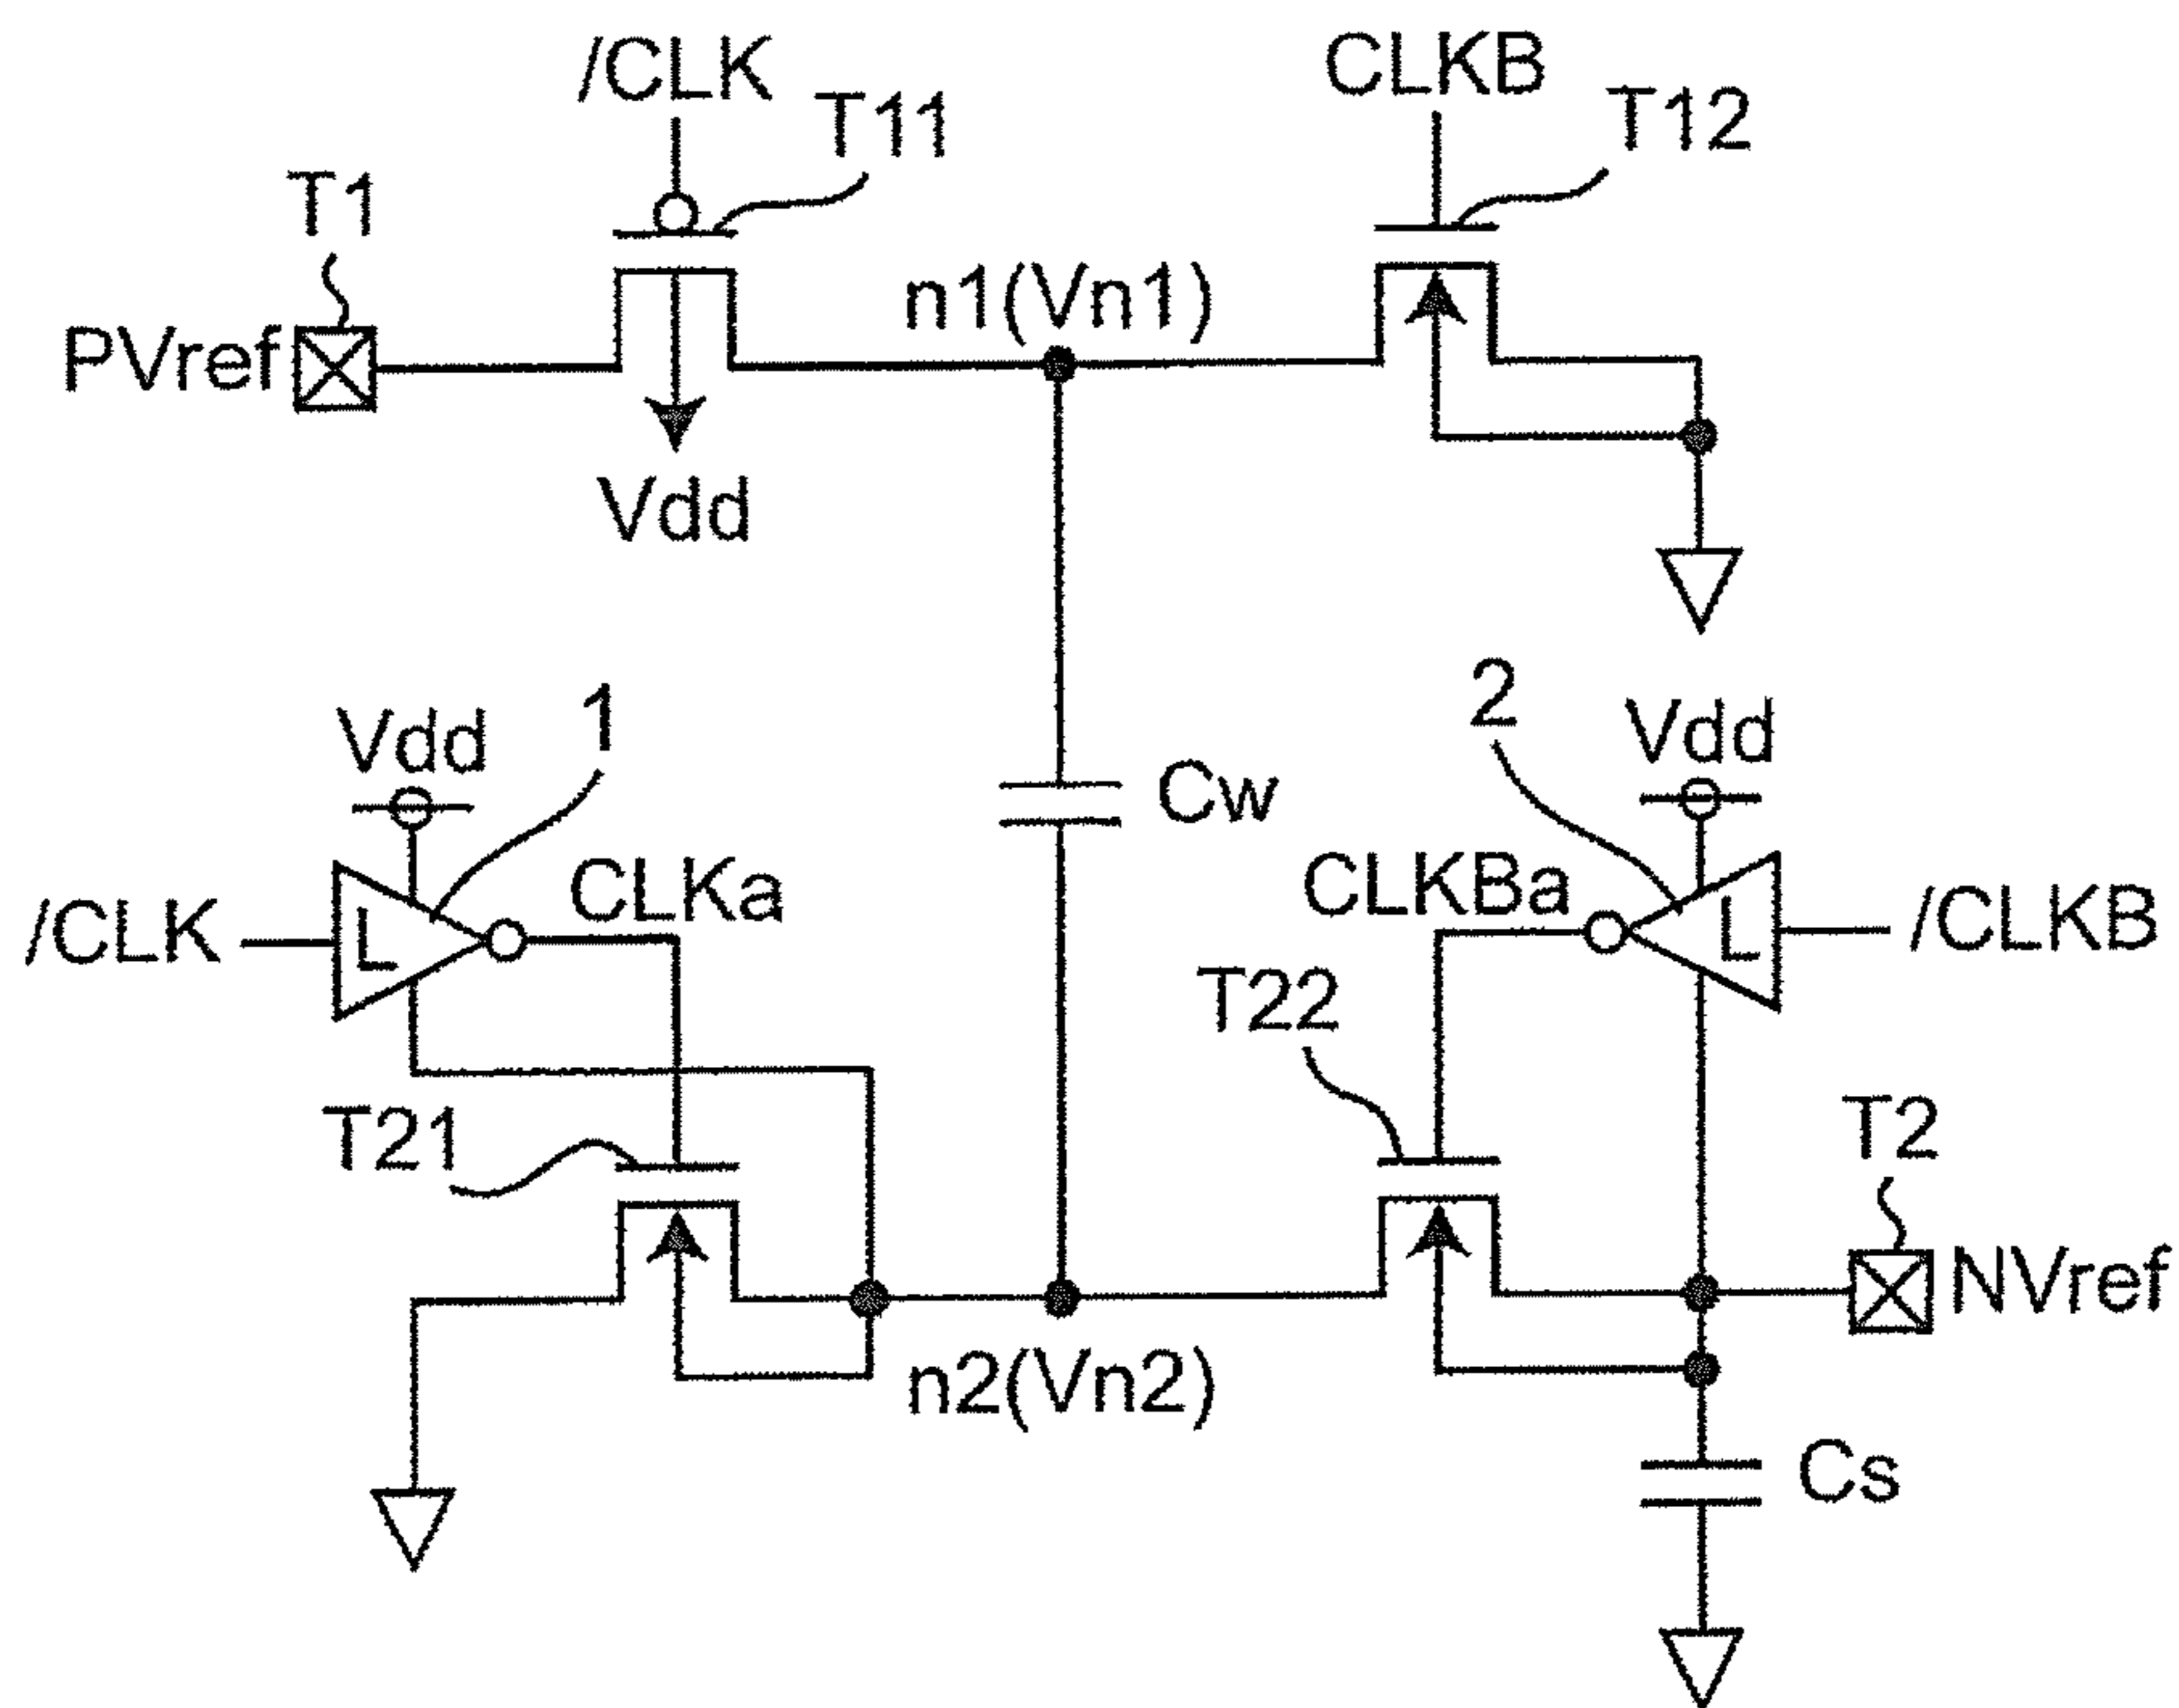 /CLK
CLKB
T11
T12
T1
n1(Vn1)
PVref
Vdd
1
2
Vdd
Vdd
Cw
/CLK
L
CLKa
CLKBa
L
/CLKB
T22
T21
T2
NVref
n2(Vn2)
Cs